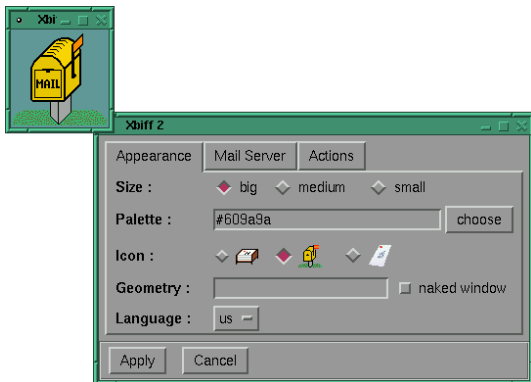 Xbi
MAIL
Xbiff 2
Appearance Mail Server Actions
Size : big medium small
Palette : #609a9a choose
Icon :
Geometry : naked window
Language : us
Apply Cancel